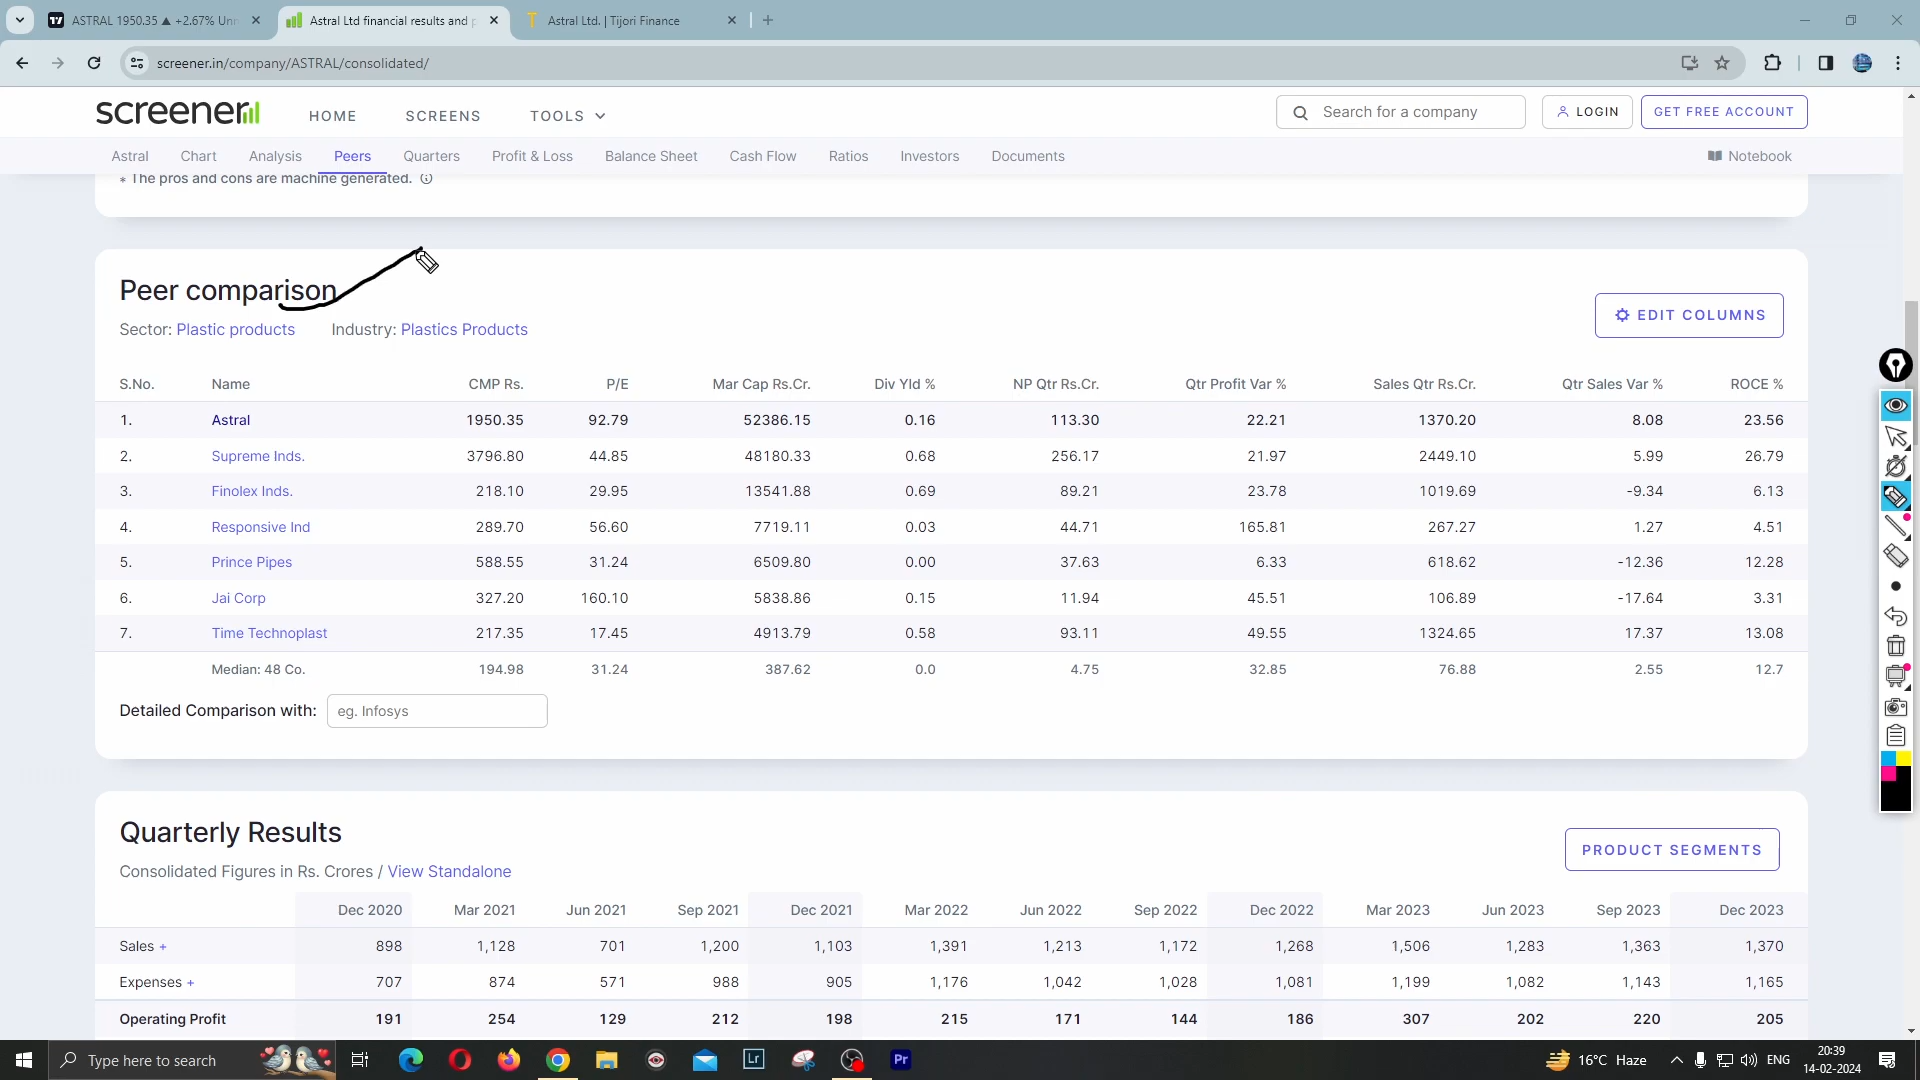 ASTRAL 1950.35 ▲ +2.67% Unn
Astral Ltd financial results and p
Astral Ltd. | Tijori Finance
screener.in/company/ASTRAL/consolidated/
screener
HOME SCREENS TOOLS
Search for a company
LOGIN
GET FREE ACCOUNT
Astral Chart Analysis Peers Quarters Profit & Loss Balance Sheet Cash Flow Ratios Investors Documents Notebook
* The pros and cons are machine generated.
Peer comparison
Sector: Plastic products Industry: Plastics Products
EDIT COLUMNS
S.No. Name CMP Rs. P/E Mar Cap Rs.Cr. Div Yld % NP Qtr Rs.Cr. Qtr Profit Var % Sales Qtr Rs.Cr. Qtr Sales Var % ROCE %
1. Astral 1950.35 92.79 52386.15 0.16 113.30 22.21 1370.20 8.08 23.56
2. Supreme Inds. 3796.80 44.85 48180.33 0.68 256.17 21.97 2449.10 5.99 26.79
3. Finolex Inds. 218.10 29.95 13541.88 0.69 89.21 23.78 1019.69 -9.34 6.13
4. Responsive Ind 289.70 56.60 7719.11 0.03 44.71 165.81 267.27 1.27 4.51
5. Prince Pipes 588.55 31.24 6509.80 0.00 37.63 6.33 618.62 -12.36 12.28
6. Jai Corp 327.20 160.10 5838.86 0.15 11.94 45.51 106.89 -17.64 3.31
7. Time Technoplast 217.35 17.45 4913.79 0.58 93.11 49.55 1324.65 17.37 13.08
Median: 48 Co. 194.98 31.24 387.62 0.0 4.75 32.85 76.88 2.55 12.7
Detailed Comparison with: eg. Infosys
Quarterly Results
Consolidated Figures in Rs. Crores / View Standalone
PRODUCT SEGMENTS
Dec 2020 Mar 2021 Jun 2021 Sep 2021 Dec 2021 Mar 2022 Jun 2022 Sep 2022 Dec 2022 Mar 2023 Jun 2023 Sep 2023 Dec 2023
Sales + 898 1,128 701 1,200 1,103 1,391 1,213 1,172 1,268 1,506 1,283 1,363 1,370
Expenses + 707 874 571 988 905 1,176 1,042 1,028 1,081 1,199 1,082 1,143 1,165
Operating Profit 191 254 129 212 198 215 171 144 186 307 202 220 205
Type here to search
Lr
Pr
16°C Haze
ENG
20:39
14-02-2024